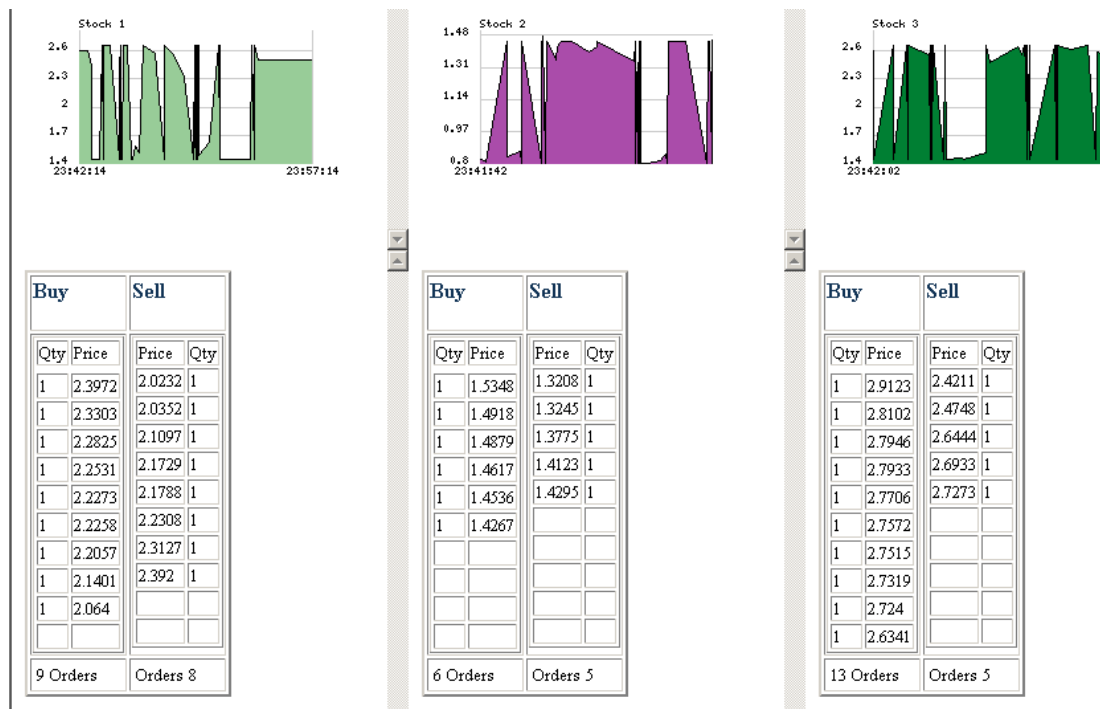 Stock 1
2.6
2.3
2
1.7
1.4
23:42:14 23:57:14
Buy Sell
Qty Price Price Qty
1 2.3972 2.0232 1
1 2.3303 2.0352 1
1 2.2825 2.1097 1
1 2.2531 2.1729 1
1 2.2273 2.1788 1
1 2.2258 2.2308 1
1 2.2057 2.3127 1
1 2.1401 2.392 1
1 2.064
9 Orders Orders 8
Stock 2
1.48
1.31
1.14
0.97
0.8
23:41:42
Buy Sell
Qty Price Price Qty
1 1.5348 1.3208 1
1 1.4918 1.3245 1
1 1.4879 1.3775 1
1 1.4617 1.4123 1
1 1.4536 1.4295 1
1 1.4267
6 Orders Orders 5
Stock 3
2.6
2.3
2
1.7
1.4
23:42:02
Buy Sell
Qty Price Price Qty
1 2.9123 2.4211 1
1 2.8102 2.4748 1
1 2.7946 2.6444 1
1 2.7933 2.6933 1
1 2.7706 2.7273 1
1 2.7572
1 2.7515
1 2.7319
1 2.724
1 2.6341
13 Orders Orders 5